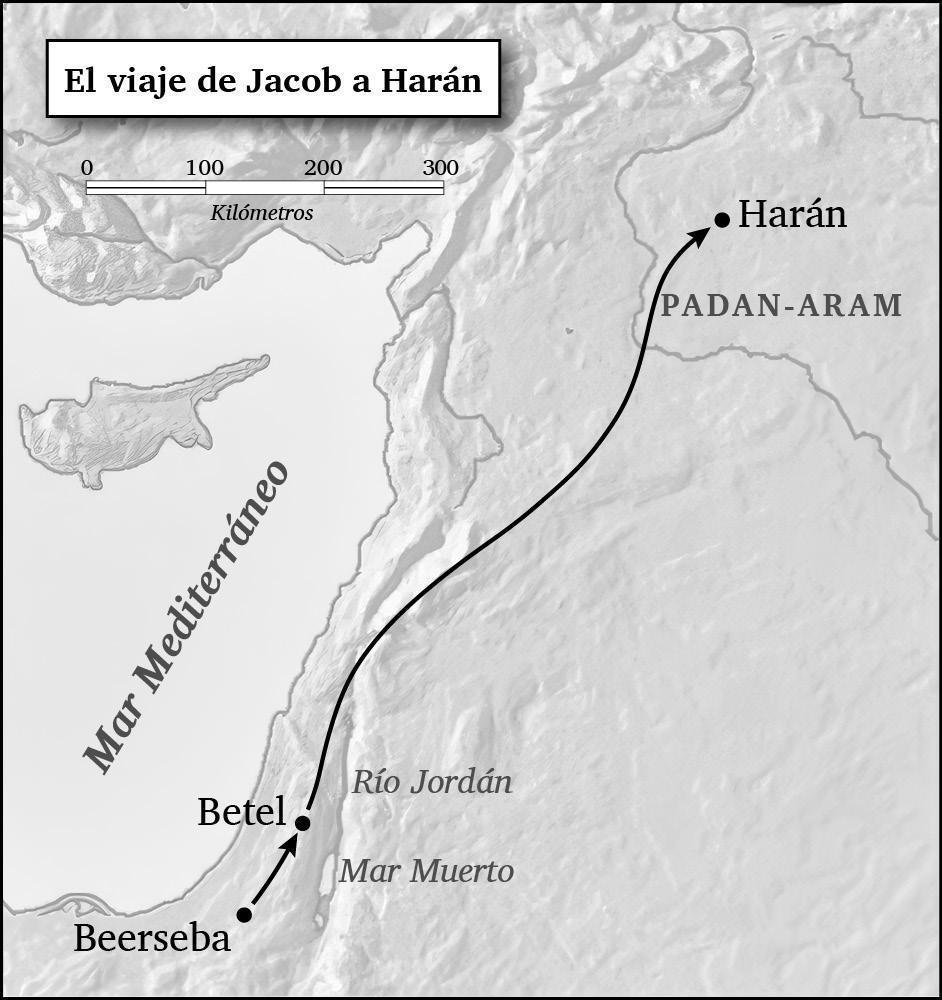 El viaje de Jacob a Harán
0 100 200 300
Kilómetros
Harán
PADAN-ARAM
Mar Mediterráneo
Río Jordán
Betel
Mar Muerto
Beerseba